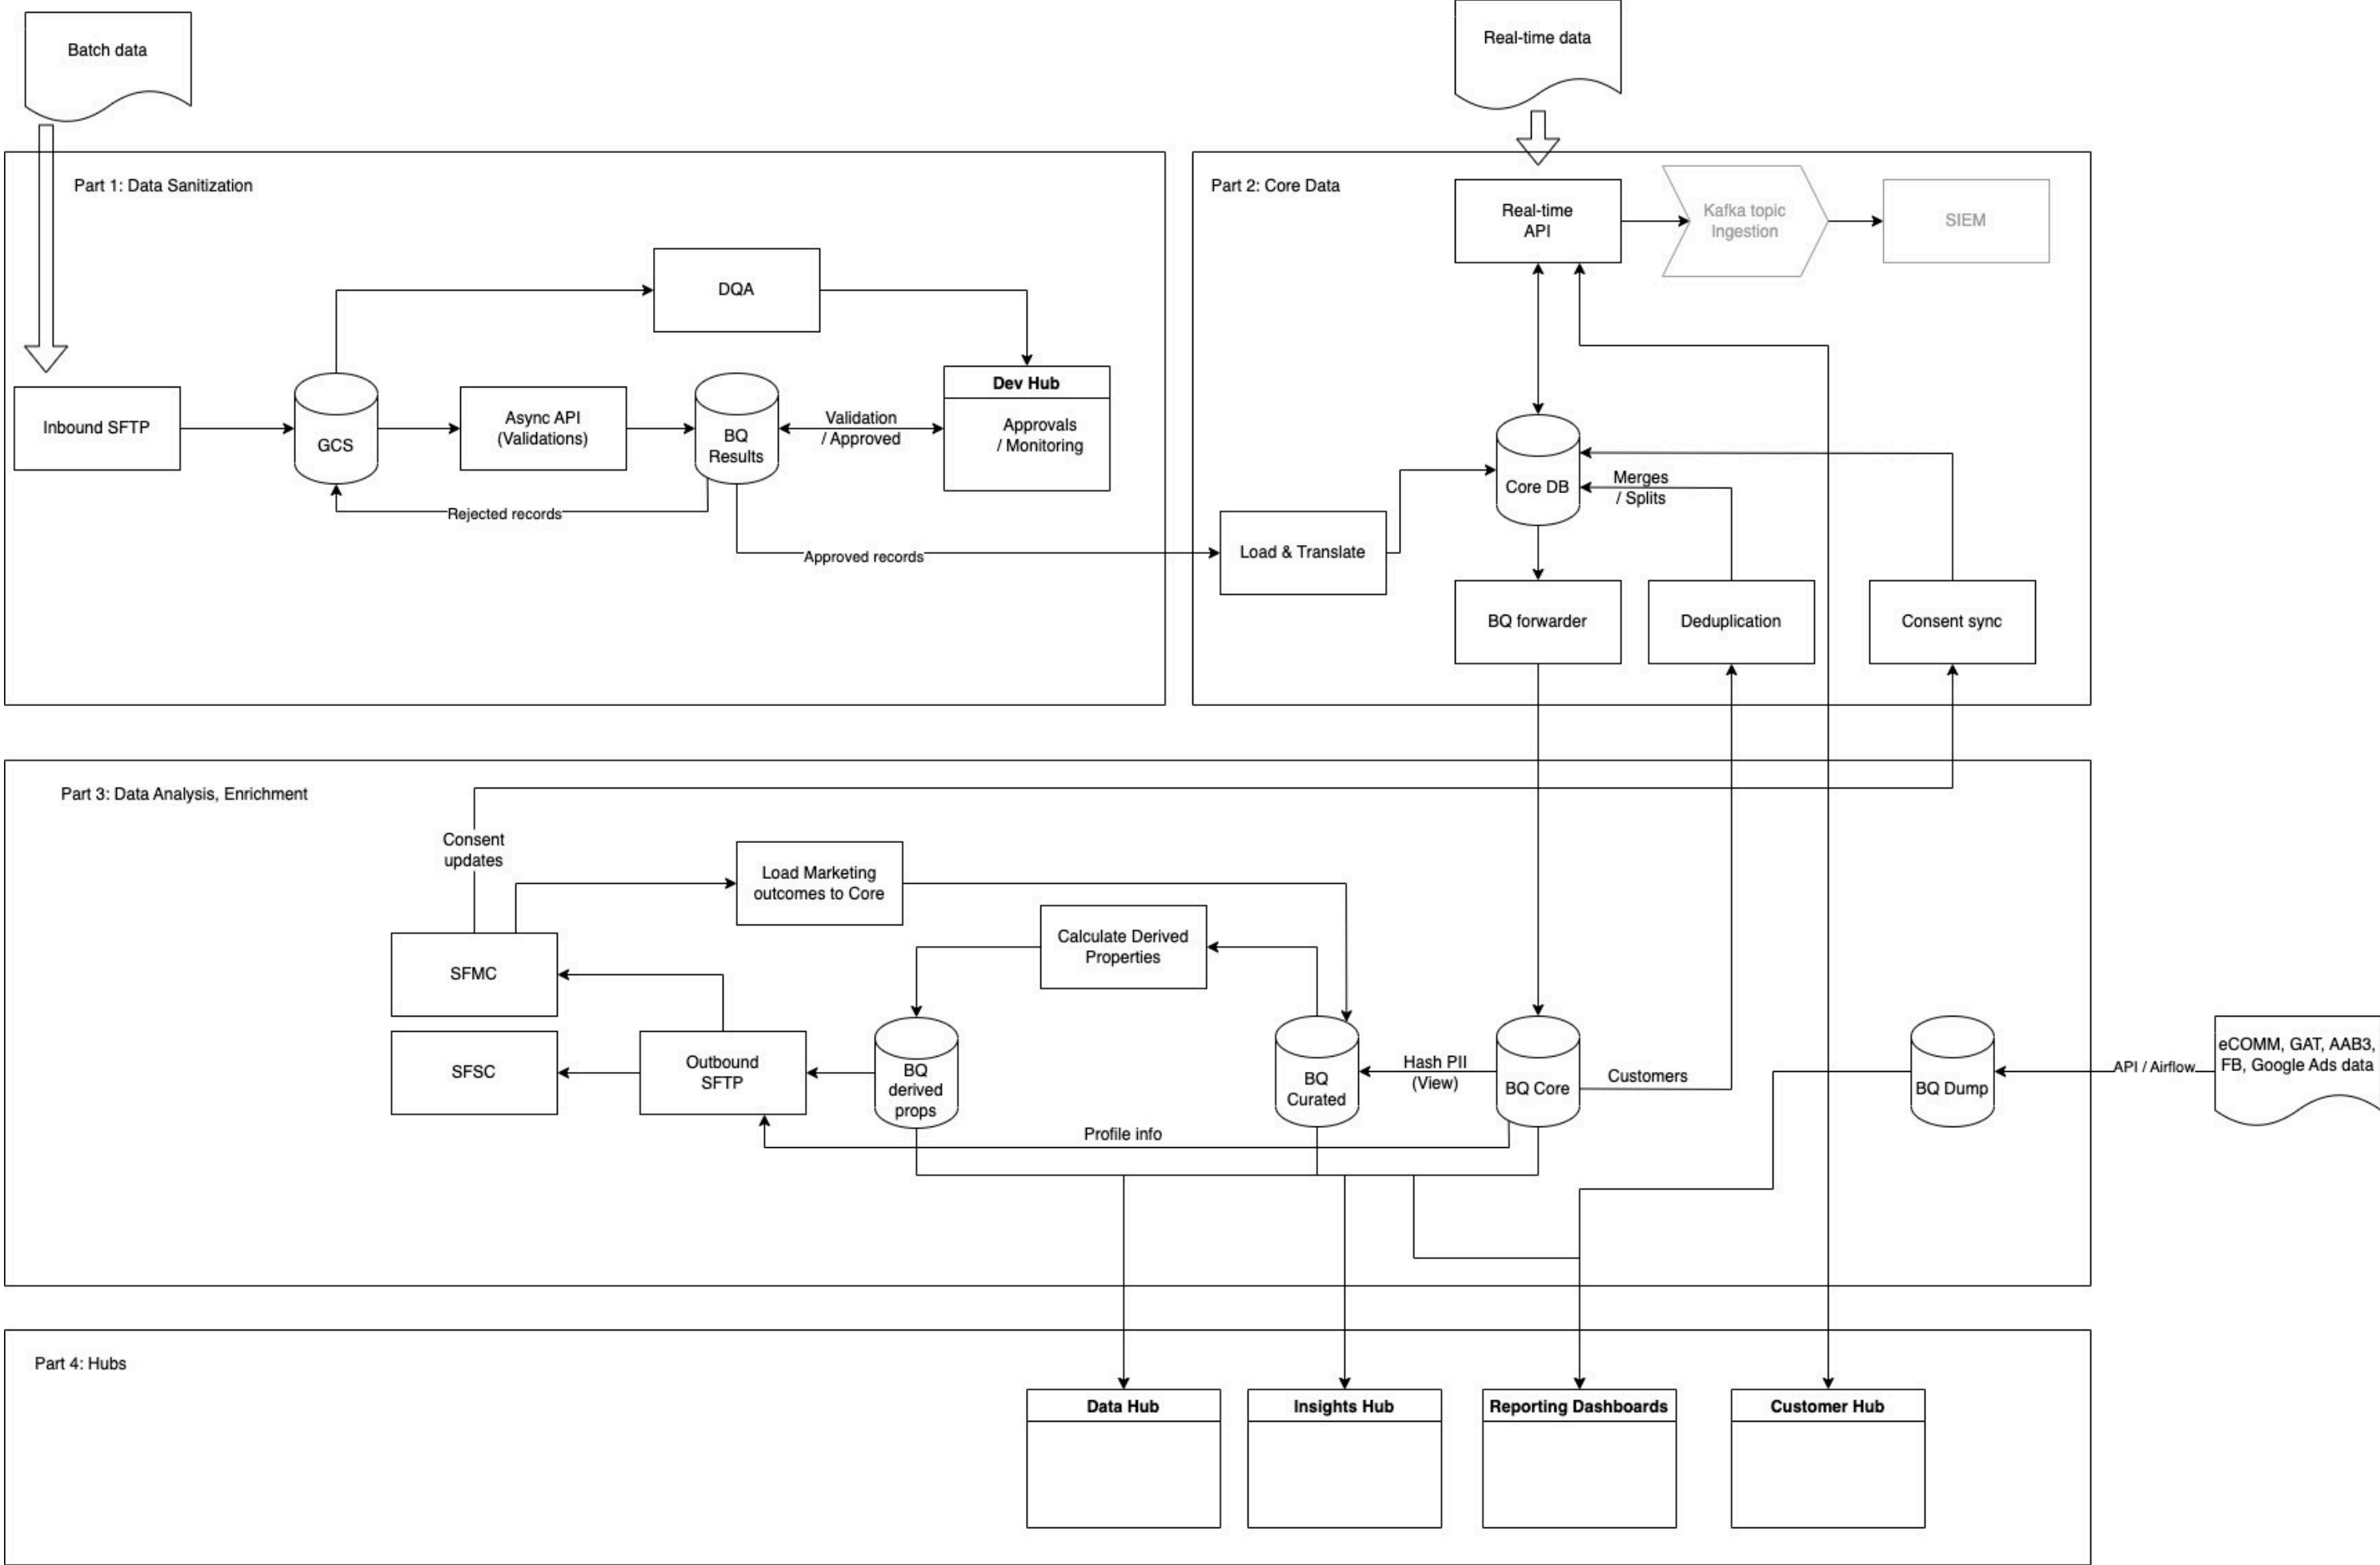 Batch data
Real-time data
Part 1: Data Sanitization
Part 2: Core Data
Real-time
API
Kafka topic
Ingestion
SIEM
DQA
Dev Hub
Approvals
/ Monitoring
Inbound SFTP
GCS
Async API
(Validations)
BQ
Results
Validation
/ Approved
Rejected records
Approved records
Load & Translate
Core DB
Merges
/ Splits
BQ forwarder
Deduplication
Consent sync
Part 3: Data Analysis, Enrichment
Consent
updates
Load Marketing
outcomes to Core
Calculate Derived
Properties
SFMC
SFSC
Outbound
SFTP
BQ
derived
props
BQ
Curated
Hash PII
(View)
BQ Core
Customers
BQ Dump
API / Airflow
eCOMM, GAT, AAB3,
FB, Google Ads data
Profile info
Part 4: Hubs
Data Hub
Insights Hub
Reporting Dashboards
Customer Hub